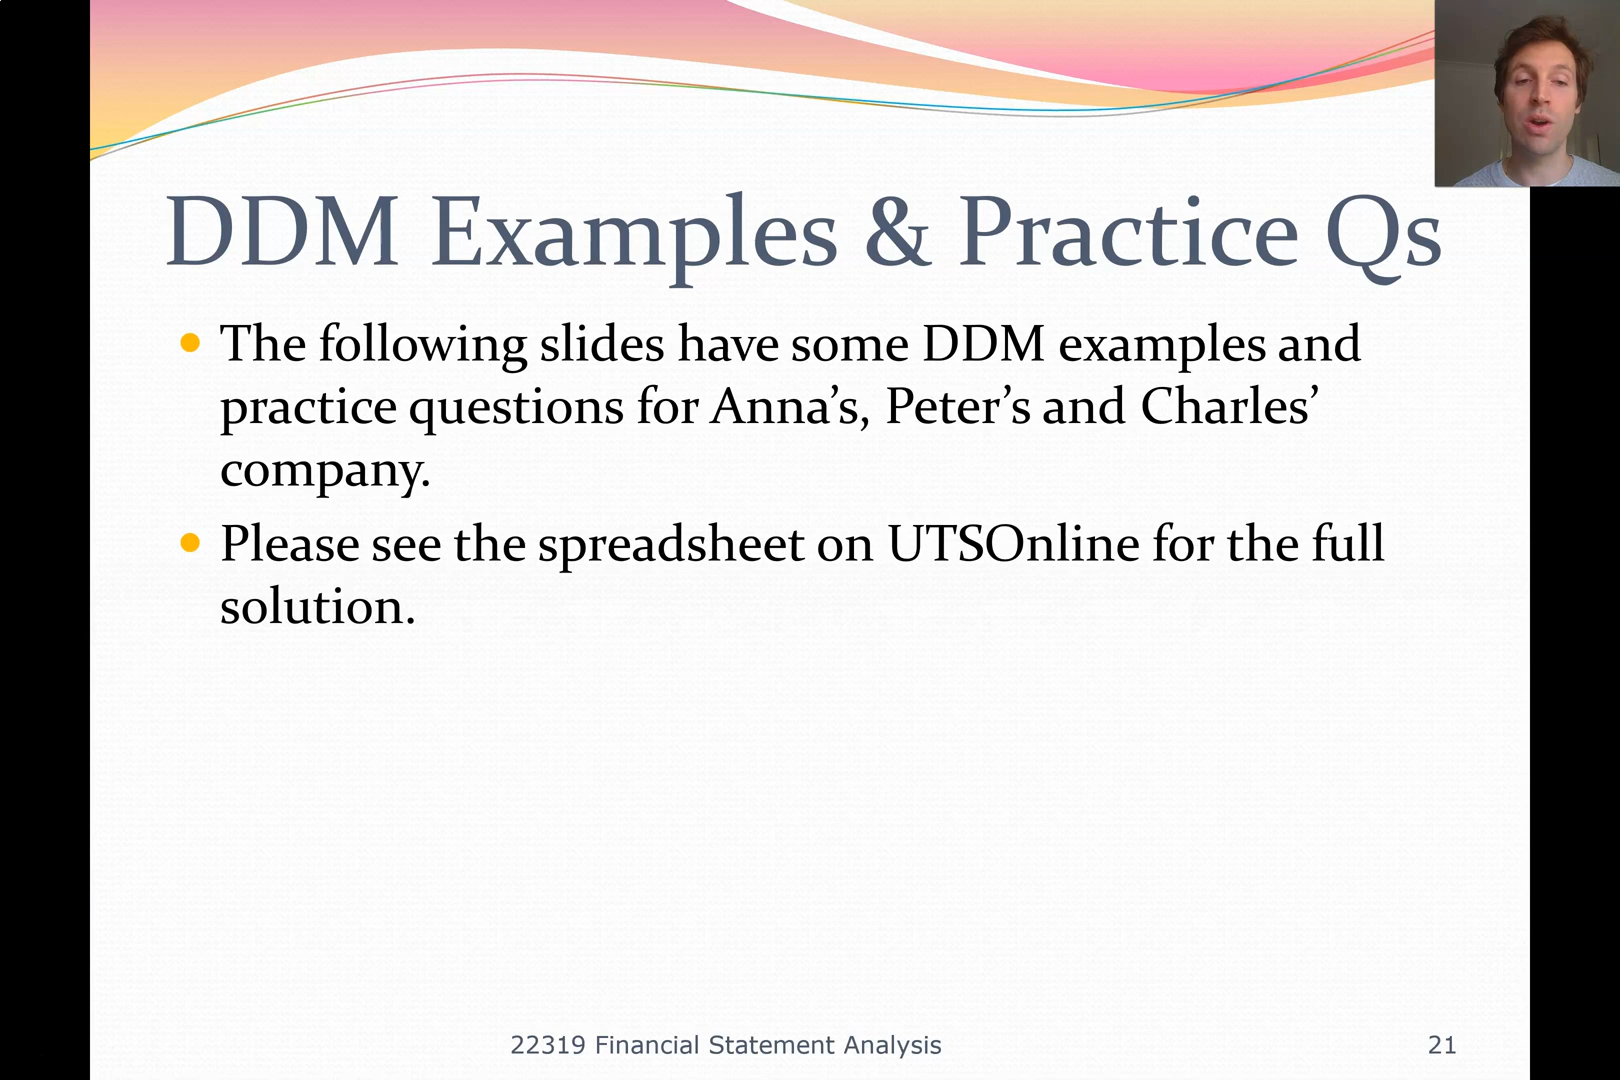 DDM Examples & Practice Qs
The following slides have some DDM examples and
practice questions for Anna’s, Peter’s and Charles’
company.
Please see the spreadsheet on UTSOnline for the full
solution.
22319 Financial Statement Analysis
21